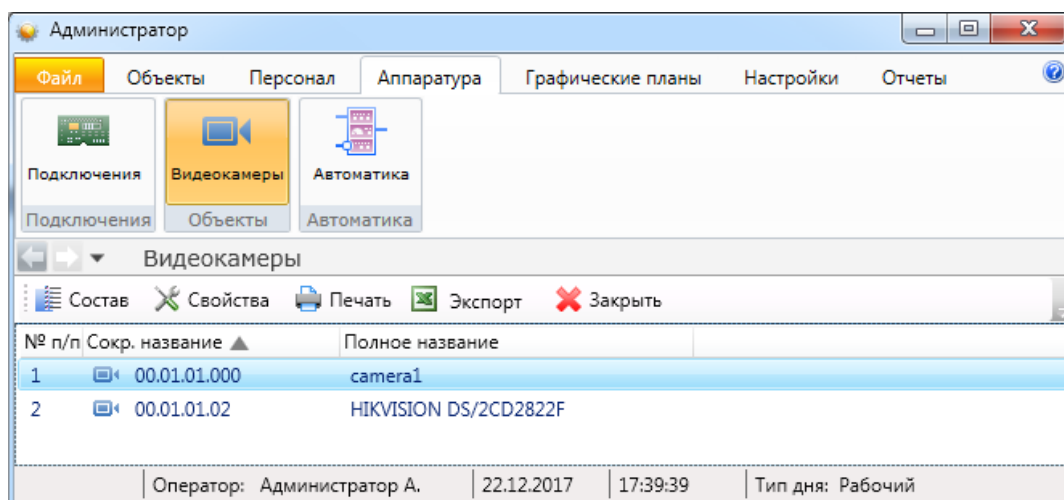 Администратор
Файл Объекты Персонал Аппаратура Графические планы Настройки Отчеты
Подключения Видеокамеры Автоматика
Подключения Объекты Автоматика
Видеокамеры
Состав Свойства Печать Экспорт Закрыть
№ п/п Сокр. название Полное название
1 00.01.01.000 camera1
2 00.01.01.02 HIKVISION DS/2CD2822F
Оператор: Администратор А. 22.12.2017 17:39:39 Тип дня: Рабочий